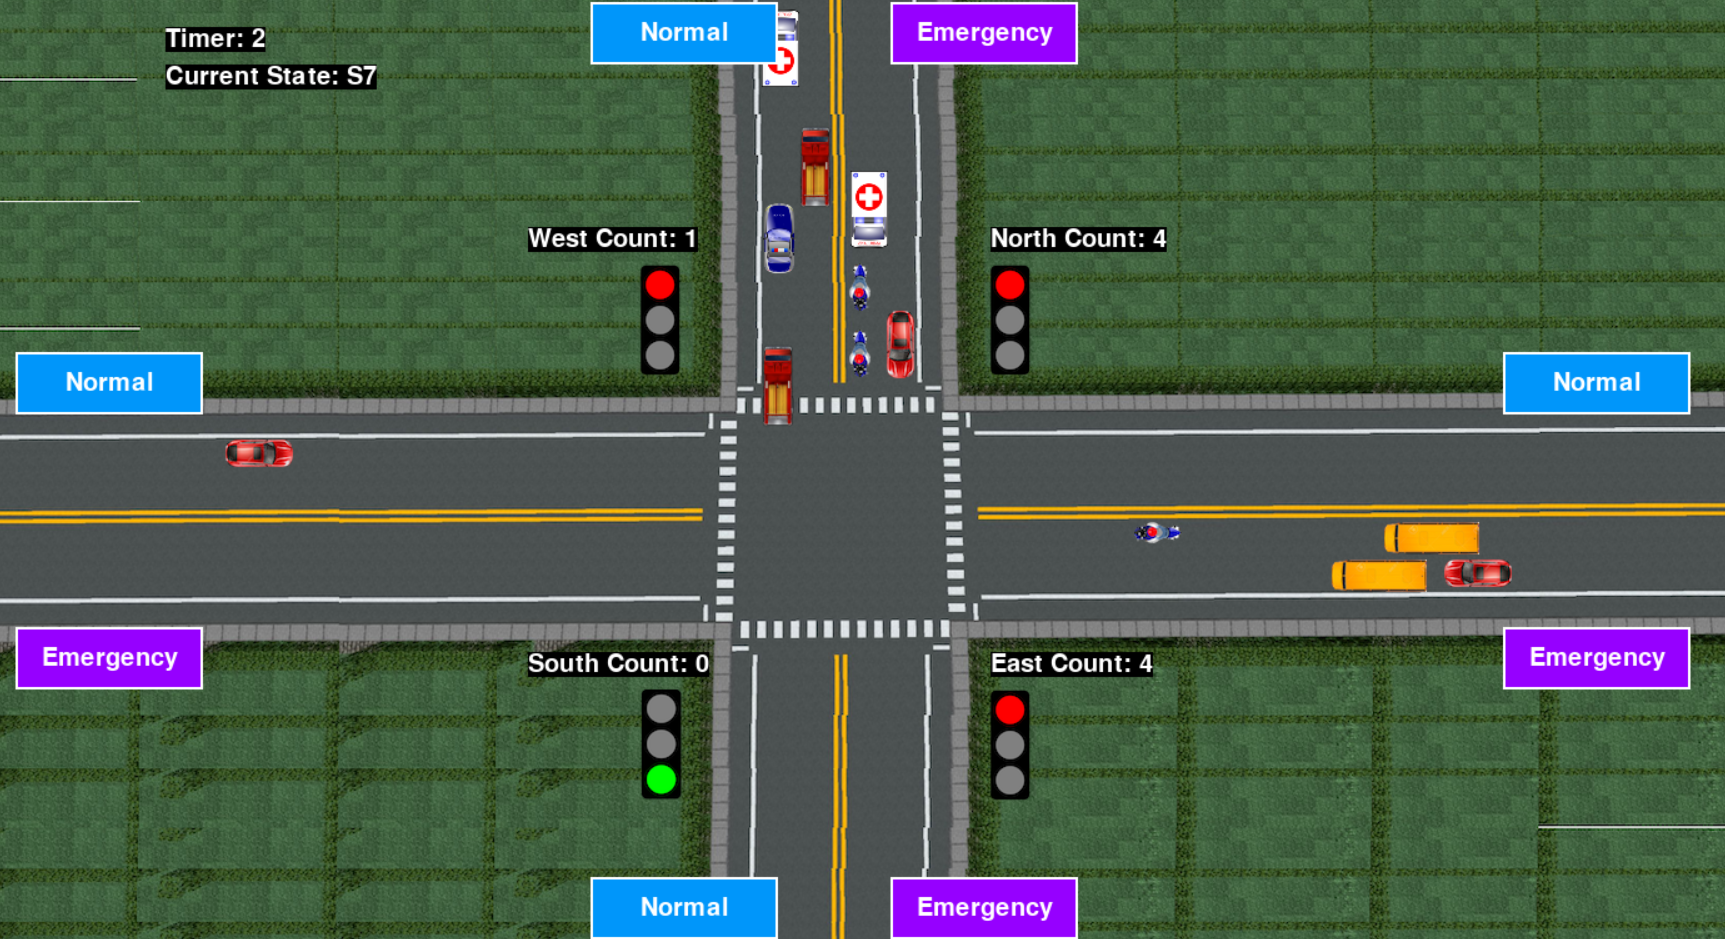 Normal
Emergency
Timer: 2
Current State: S7
West Count: 1
North Count: 4
Normal
Normal
Emergency
Emergency
South Count: 0
East Count: 4
Normal
Emergency